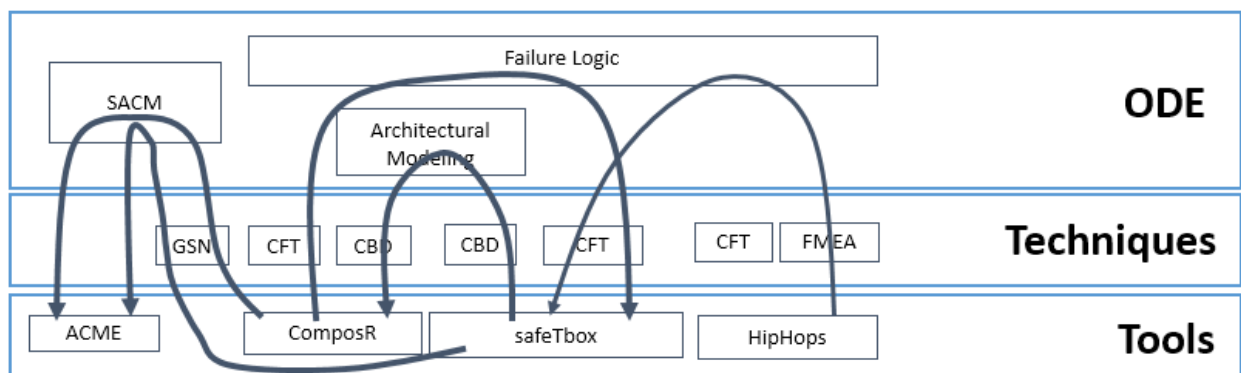 Failure Logic
SACM
ODE
Architectural
Modeling
GSN
CFT
CBD
CBD
CFT
CFT
FMEA
Techniques
ACME
ComposR
safeTbox
HipHops
Tools